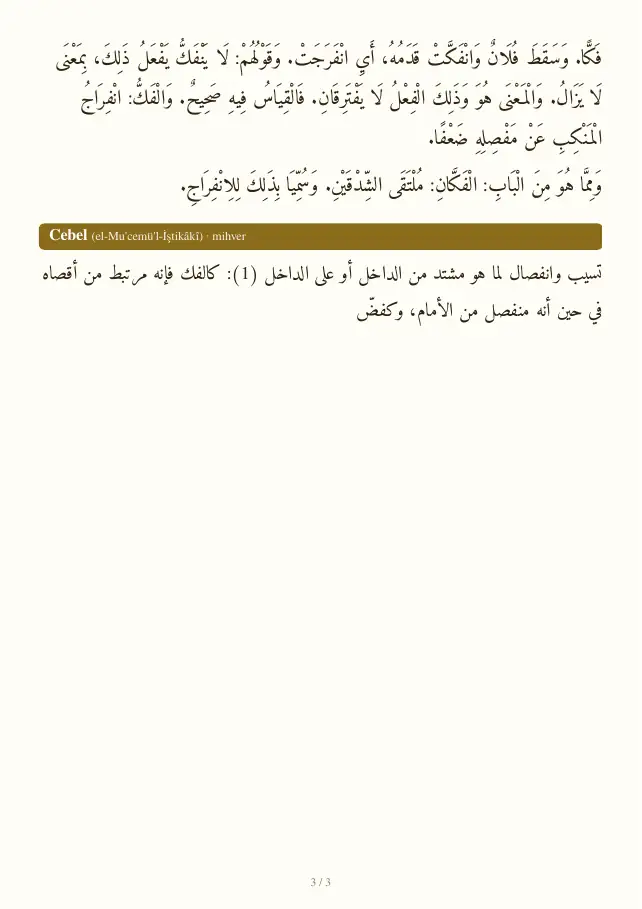 فَكًّا. وَسَقَطَ فُلَانٌ وَانْفَكَّتْ قَدَمُهُ، أَيِ انْفَرَجَتْ. وَقَوْلُهُمْ: لَا يَنْفَكُّ يَفْعَلُ ذَلِكَ، بِمَعْنَى
لَا يَزَالُ. وَالْمَعْنَى هُوَ وَذَلِكَ الْفِعْلُ لَا يَفْتَرِقَانِ. فَالْقِيَاسُ فِيهِ صَحِيحٌ. وَالْفَكُّ: انْفِرَاجُ
الْمَنْكِبِ عَنْ مَفْصِلِهِ ضَعْفًا.
وَمِمَّا هُوَ مِنَ الْبَابِ: الْفَكَّانِ: مُلْتَقَى الشِّدْقَيْنِ. وَسُمِّيَا بِذَلِكَ لِلِانْفِرَاجِ.
Cebel (el-Mu'cemü'l-İştikâkî) · mihver
تسيب وانفصال لما هو مشتد من الداخل أو على الداخل (1): كالفك فإنه مرتبط من أقصاه
في حين أنه منفصل من الأمام، وكفضّ
3 / 3